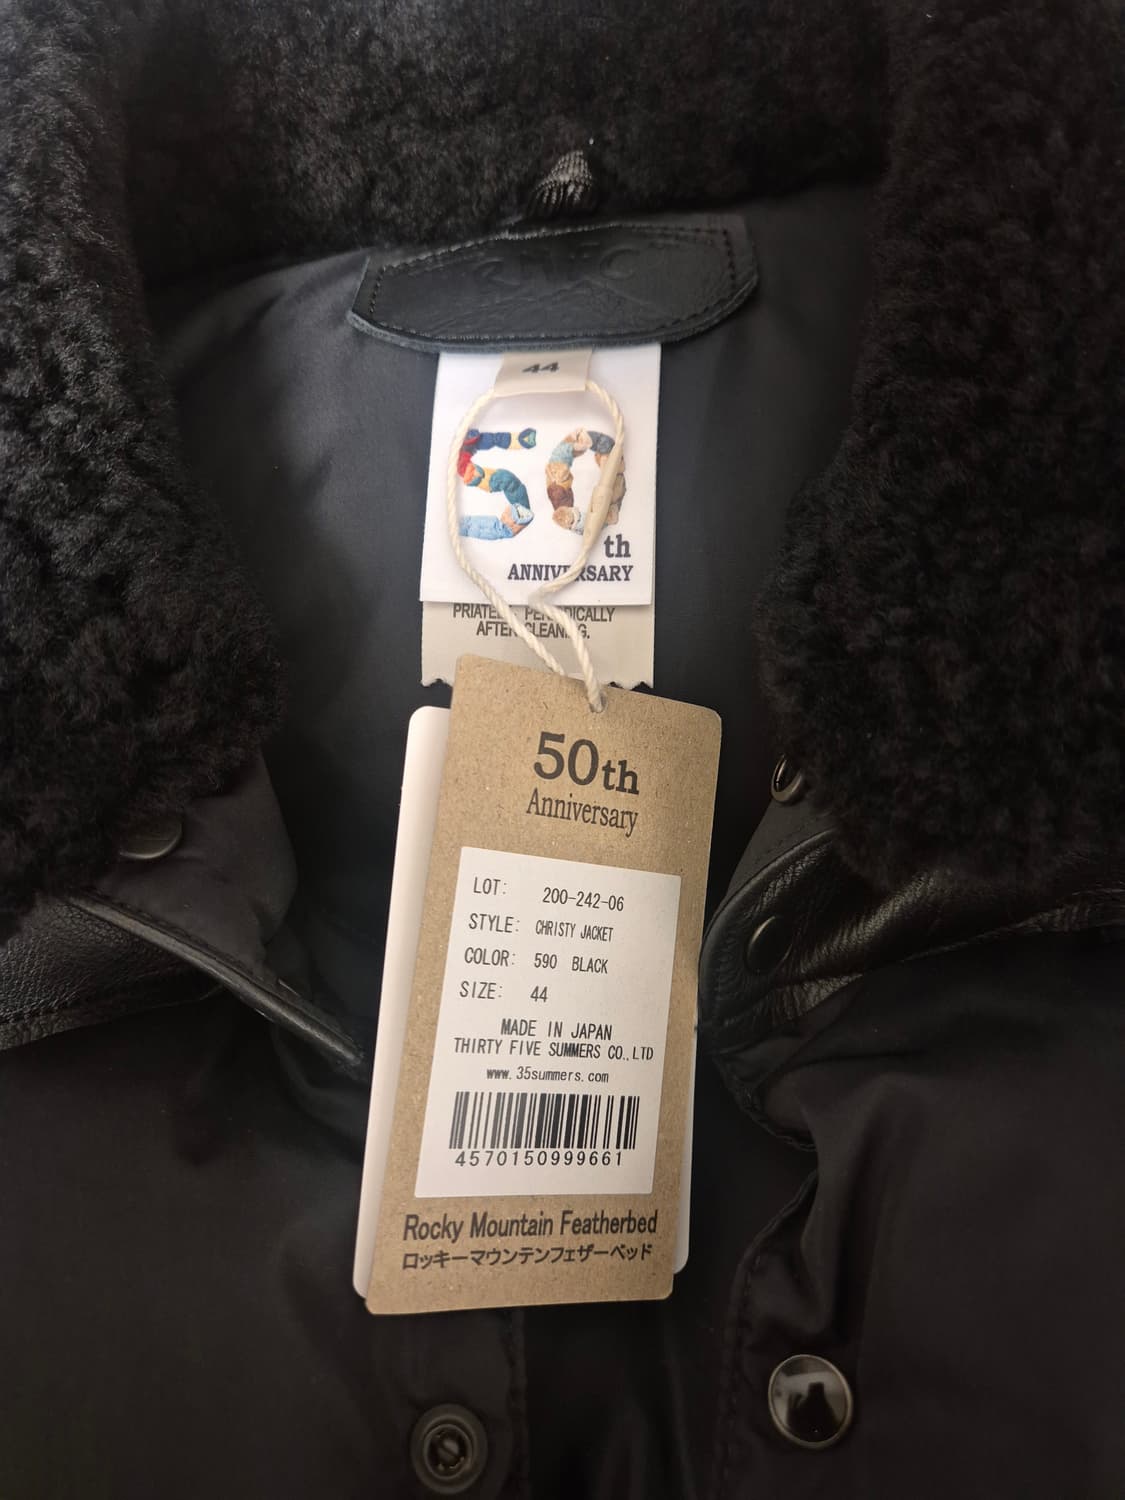 44
50
th
ANNIVERSARY
PRIATELY. PERIODICALLY
AFTER CLEANING.
50th
Anniversary
LOT: 200-242-06
STYLE: CHRISTY JACKET
COLOR: 590 BLACK
SIZE: 44
MADE IN JAPAN
THIRTY FIVE SUMMERS CO.,LTD
www.35summers.com
4570150999661
Rocky Mountain Featherbed
ロッキーマウンテンフェザーベッド